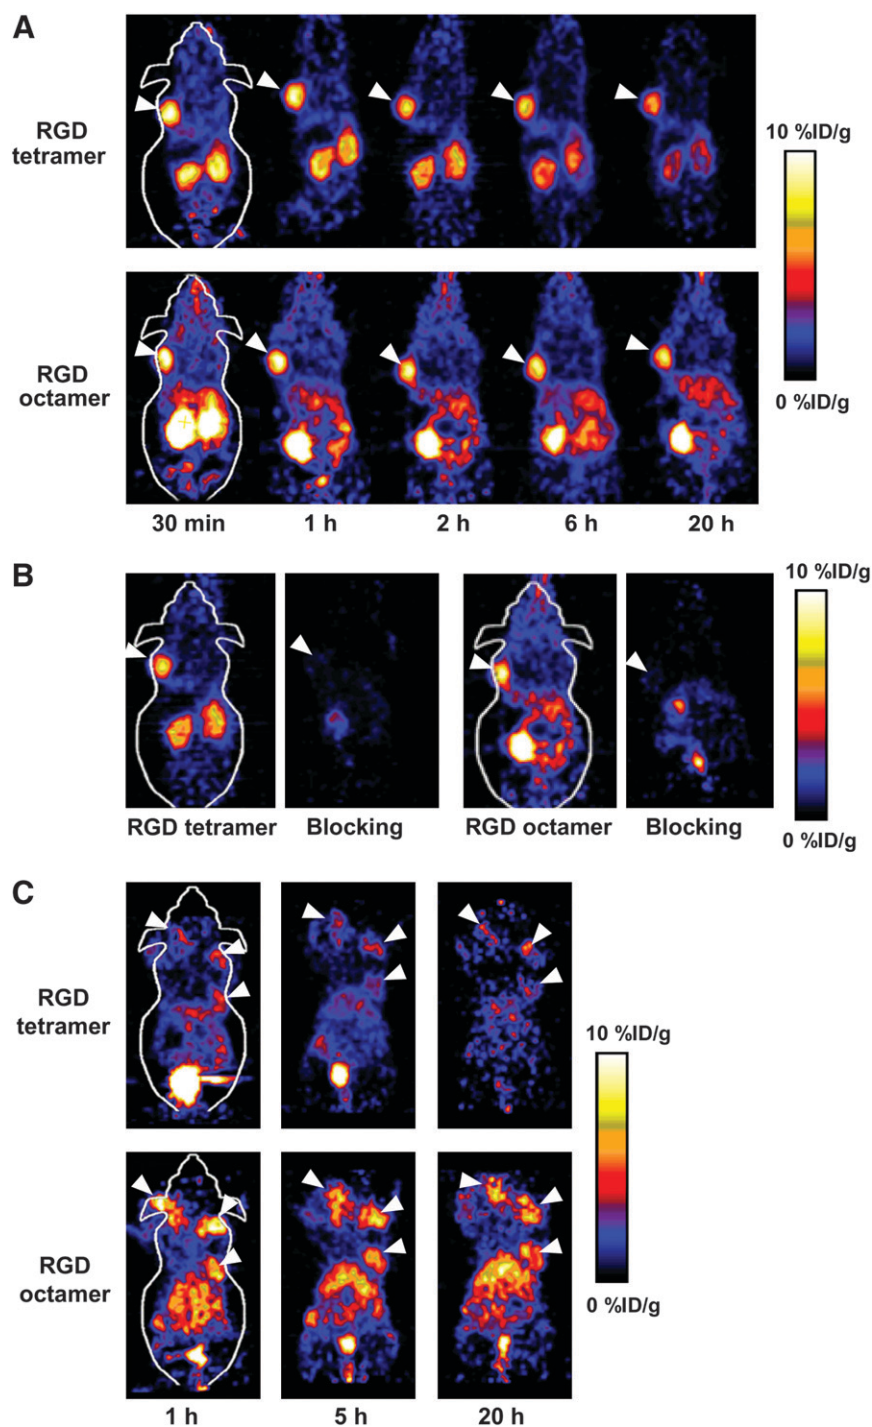 A
RGD
tetramer
10 %ID/g
0 %ID/g
RGD
octamer
30 min 1 h 2 h 6 h 20 h
B
10 %ID/g
0 %ID/g
RGD tetramer Blocking RGD octamer Blocking
C
RGD
tetramer
10 %ID/g
0 %ID/g
RGD
octamer
1 h 5 h 20 h